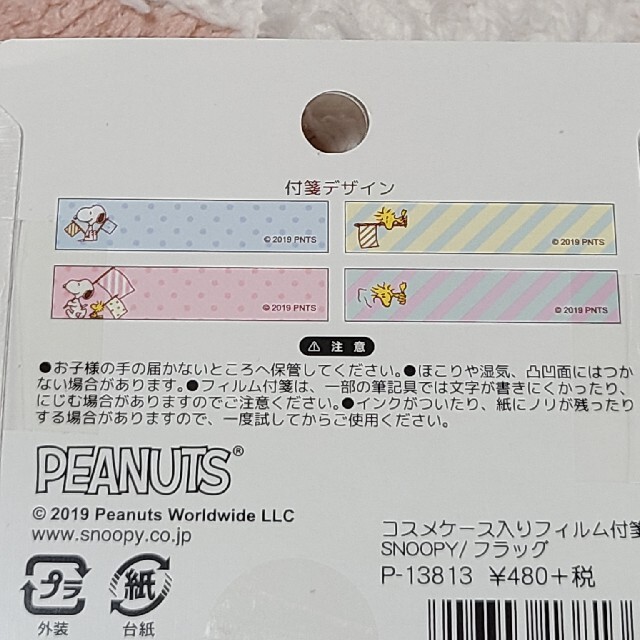 付箋デザイン
© 2019 PNTS
© 2019 PNTS
© 2019 PNTS
© 2019 PNTS
注意
●お子様の手の届かないところへ保管してください。●ほこりや湿気、凸凹面にはつか
ない場合があります。●フィルム付箋は、一部の筆記具では文字が書きにくかったり、
にじむ場合がありますのでご注意ください。●インクがついたり、紙にノリが残ったり
する場合がありますので、一度試してからご使用ください。
PEANUTS®
© 2019 Peanuts Worldwide LLC
www.snoopy.co.jp
コスメケース入りフィルム付箋
SNOOPY/フラッグ
P-13813 ¥480+税
プラ
外装
紙
台紙